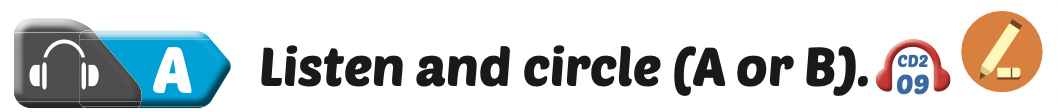 A Listen and circle (A or B). CD2
09